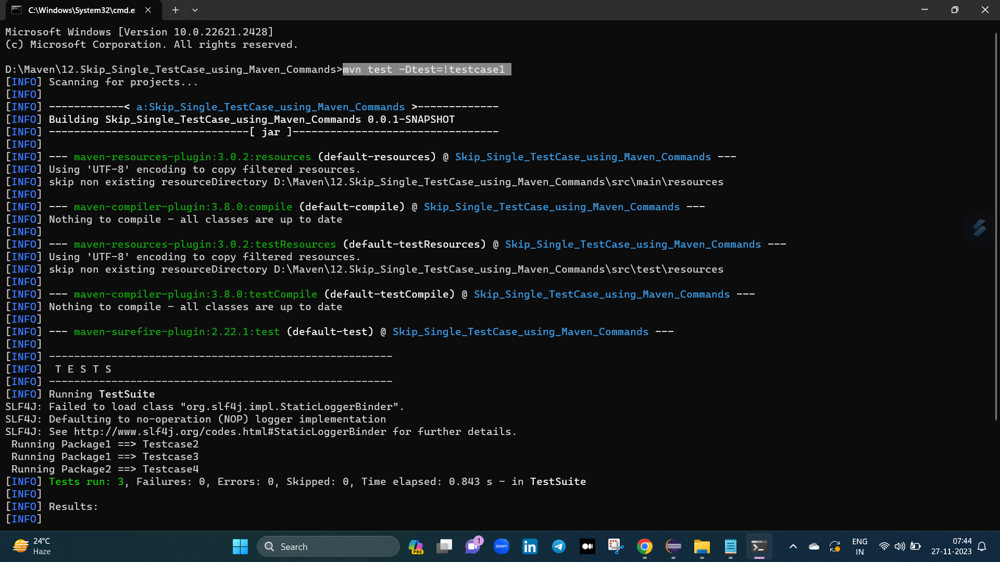 C:\Windows\System32\cmd.e
Microsoft Windows [Version 10.0.22621.2428]
(c) Microsoft Corporation. All rights reserved.
D:\Maven\12.Skip_Single_TestCase_using_Maven_Commands>mvn test -Dtest=!testcase1
[INFO] Scanning for projects...
[INFO]
[INFO] ------------< a:Skip_Single_TestCase_using_Maven_Commands >-------------
[INFO] Building Skip_Single_TestCase_using_Maven_Commands 0.0.1-SNAPSHOT
[INFO] --------------------------------[ jar ]---------------------------------
[INFO]
[INFO] --- maven-resources-plugin:3.0.2:resources (default-resources) @ Skip_Single_TestCase_using_Maven_Commands ---
[INFO] Using 'UTF-8' encoding to copy filtered resources.
[INFO] skip non existing resourceDirectory D:\Maven\12.Skip_Single_TestCase_using_Maven_Commands\src\main\resources
[INFO]
[INFO] --- maven-compiler-plugin:3.8.0:compile (default-compile) @ Skip_Single_TestCase_using_Maven_Commands ---
[INFO] Nothing to compile - all classes are up to date
[INFO]
[INFO] --- maven-resources-plugin:3.0.2:testResources (default-testResources) @ Skip_Single_TestCase_using_Maven_Commands ---
[INFO] Using 'UTF-8' encoding to copy filtered resources.
[INFO] skip non existing resourceDirectory D:\Maven\12.Skip_Single_TestCase_using_Maven_Commands\src\test\resources
[INFO]
[INFO] --- maven-compiler-plugin:3.8.0:testCompile (default-testCompile) @ Skip_Single_TestCase_using_Maven_Commands ---
[INFO] Nothing to compile - all classes are up to date
[INFO]
[INFO] --- maven-surefire-plugin:2.22.1:test (default-test) @ Skip_Single_TestCase_using_Maven_Commands ---
[INFO]
[INFO] -------------------------------------------------------
[INFO]  T E S T S
[INFO] -------------------------------------------------------
[INFO] Running TestSuite
SLF4J: Failed to load class "org.slf4j.impl.StaticLoggerBinder".
SLF4J: Defaulting to no-operation (NOP) logger implementation
SLF4J: See http://www.slf4j.org/codes.html#StaticLoggerBinder for further details.
 Running Package1 ==> Testcase2
 Running Package1 ==> Testcase3
 Running Package2 ==> Testcase4
[INFO] Tests run: 3, Failures: 0, Errors: 0, Skipped: 0, Time elapsed: 0.843 s - in TestSuite
[INFO]
[INFO] Results:
[INFO]
24°C
Haze
Search
PRE
1
zoom
in
ENG
IN
07:44
27-11-2023